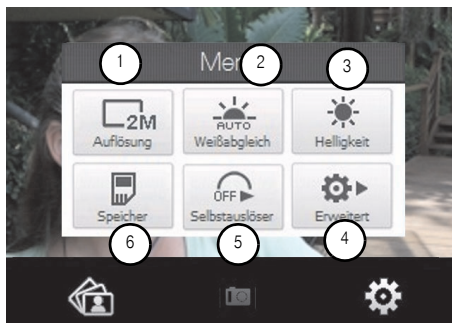 1 2 3
Men
2M AUTO
Auflösung Weißabgleich Helligkeit
OFF
Speicher Selbstauslöser Erweitert
6 5 4